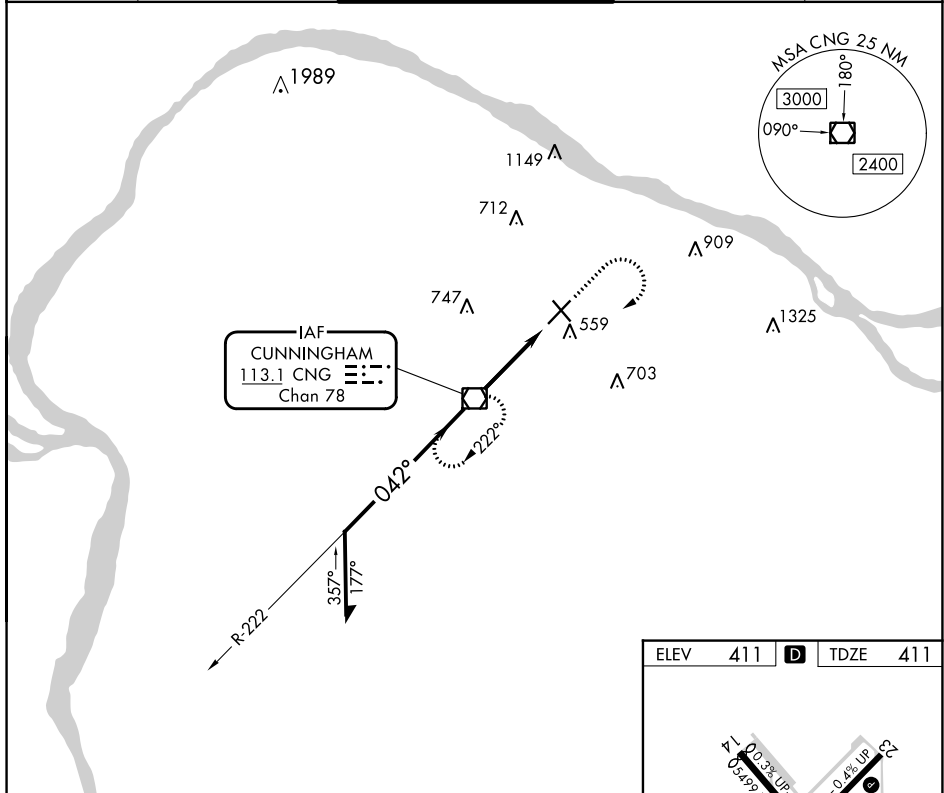 MSA CNG 25 NM
180°
3000
090°
2400
1989
1149
712
909
747
559
1325
703
IAF
CUNNINGHAM
113.1 CNG
Chan 78
222°
042°
357°
177°
R-222
ELEV 411 D TDZE 411
14
23
0.3% UP
0.4% UP
5499
P